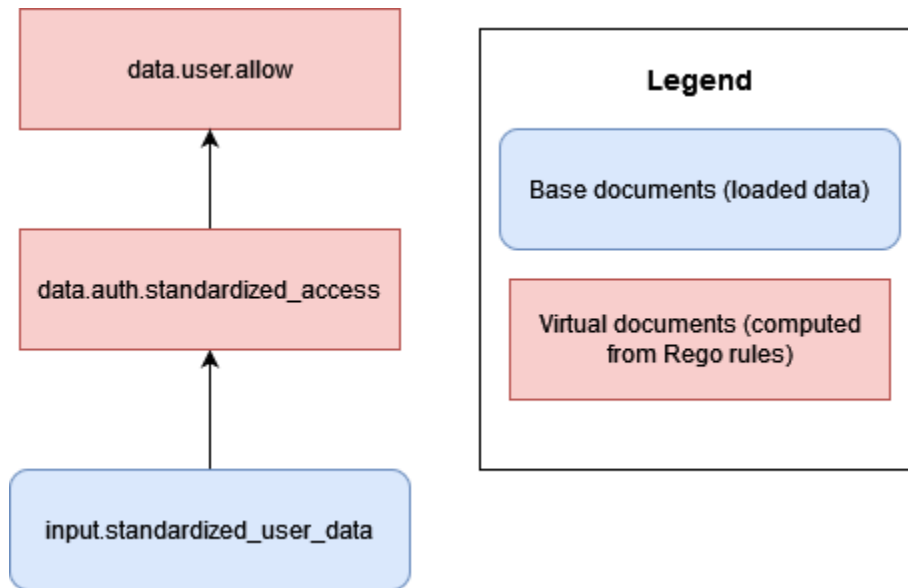 data.user.allow
data.auth.standardized_access
input.standardized_user_data
Legend
Base documents (loaded data)
Virtual documents (computed
from Rego rules)